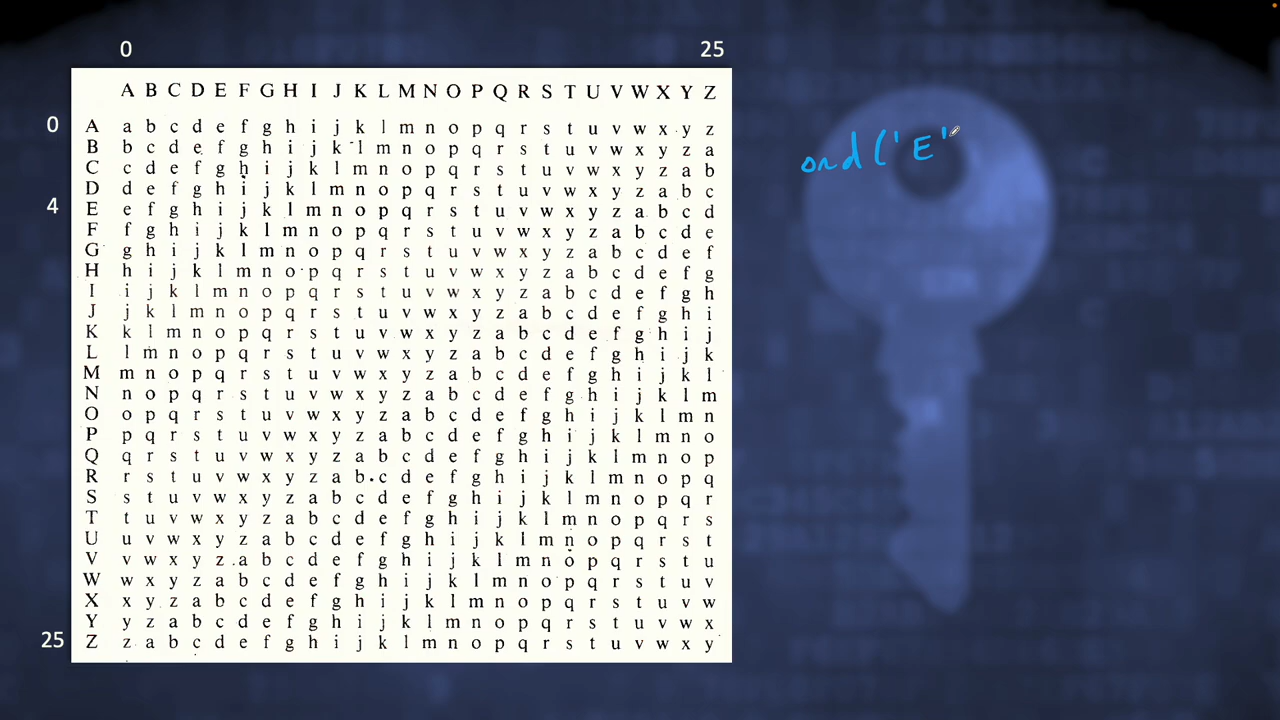 0 25
A B C D E F G H I J K L M N O P Q R S T U V W X Y Z
0 A a b c d e f g h i j k l m n o p q r s t u v w x y z
B b c d e f g h i j k l m n o p q r s t u v w x y z a
C c d e f g h i j k l m n o p q r s t u v w x y z a b
D d e f g h i j k l m n o p q r s t u v w x y z a b c
4 E e f g h i j k l m n o p q r s t u v w x y z a b c d
F f g h i j k l m n o p q r s t u v w x y z a b c d e
G g h i j k l m n o p q r s t u v w x y z a b c d e f
H h i j k l m n o p q r s t u v w x y z a b c d e f g
I i j k l m n o p q r s t u v w x y z a b c d e f g h
J j k l m n o p q r s t u v w x y z a b c d e f g h i
K k l m n o p q r s t u v w x y z a b c d e f g h i j
L l m n o p q r s t u v w x y z a b c d e f g h i j k
M m n o p q r s t u v w x y z a b c d e f g h i j k l
N n o p q r s t u v w x y z a b c d e f g h i j k l m
O o p q r s t u v w x y z a b c d e f g h i j k l m n
P p q r s t u v w x y z a b c d e f g h i j k l m n o
Q q r s t u v w x y z a b c d e f g h i j k l m n o p
R r s t u v w x y z a b c d e f g h i j k l m n o p q
S s t u v w x y z a b c d e f g h i j k l m n o p q r
T t u v w x y z a b c d e f g h i j k l m n o p q r s
U u v w x y z a b c d e f g h i j k l m n o p q r s t
V v w x y z a b c d e f g h i j k l m n o p q r s t u
W w x y z a b c d e f g h i j k l m n o p q r s t u v
X x y z a b c d e f g h i j k l m n o p q r s t u v w
Y y z a b c d e f g h i j k l m n o p q r s t u v w x
25 Z z a b c d e f g h i j k l m n o p q r s t u v w x y
ord('E'